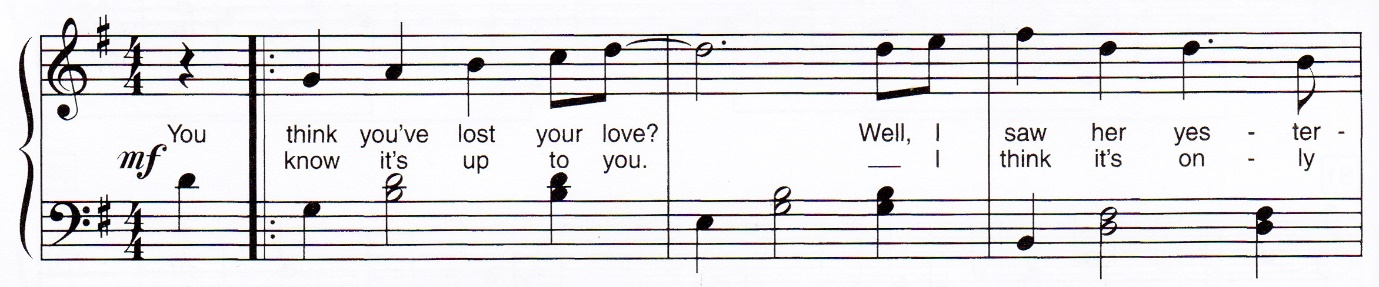 You think you've lost your love? Well, I saw her yes - ter -
mf know it's up to you. __ I think it's on - ly